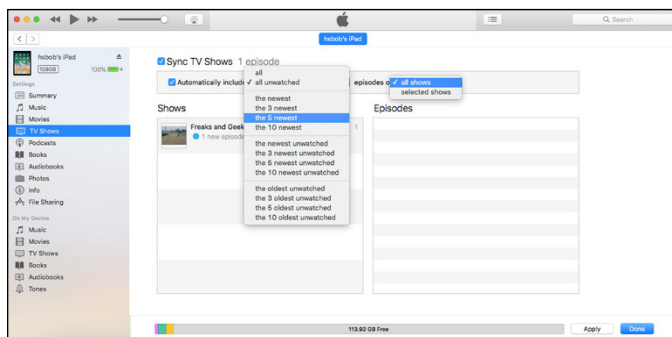 Search
hsbob's iPad
hsbob's iPad
128GB 100%
Settings
Summary
Music
Movies
TV Shows
Podcasts
Books
Audiobooks
Photos
Info
File Sharing
On My Device
Music
Movies
TV Shows
Books
Audiobooks
Tones
Sync TV Shows 1 episode
Automatically include
all
all unwatched
the newest
the 3 newest
the 5 newest
the 10 newest
the newest unwatched
the 3 newest unwatched
the 5 newest unwatched
the 10 newest unwatched
the oldest unwatched
the 3 oldest unwatched
the 5 oldest unwatched
the 10 oldest unwatched
episodes o
all shows
selected shows
Shows
Freaks and Geek
1 new episode
1
Episodes
113.92 GB Free
Apply
Done